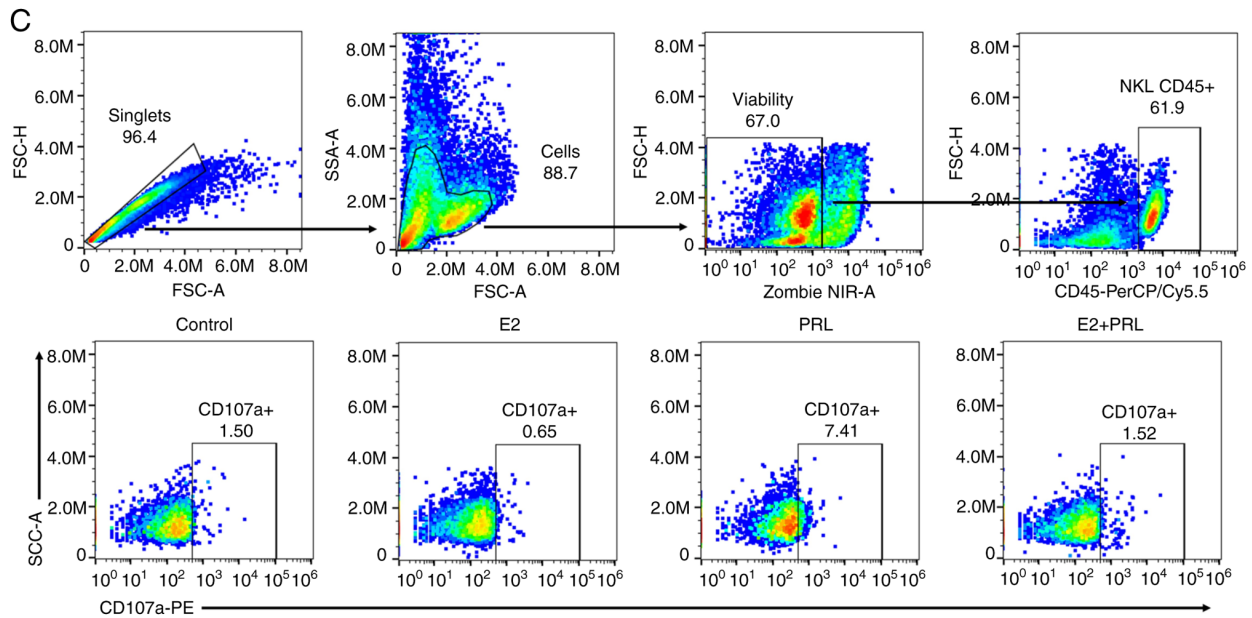 C
8.0M
6.0M
4.0M
2.0M
0
FSC-H
Singlets
96.4
0 2.0M 4.0M 6.0M 8.0M
FSC-A
8.0M
6.0M
4.0M
2.0M
0
SSA-A
Cells
88.7
0 2.0M 4.0M 6.0M 8.0M
FSC-A
8.0M
6.0M
4.0M
2.0M
0
FSC-H
Viability
67.0
10⁰ 10¹ 10² 10³ 10⁴ 10⁵ 10⁶
Zombie NIR-A
8.0M
6.0M
4.0M
2.0M
0
FSC-H
NKL CD45+
61.9
10⁰ 10¹ 10² 10³ 10⁴ 10⁵ 10⁶
CD45-PerCP/Cy5.5
Control
8.0M
6.0M
4.0M
2.0M
0
SCC-A
CD107a+
1.50
10⁰ 10¹ 10² 10³ 10⁴ 10⁵ 10⁶
E2
8.0M
6.0M
4.0M
2.0M
0
CD107a+
0.65
10⁰ 10¹ 10² 10³ 10⁴ 10⁵ 10⁶
PRL
8.0M
6.0M
4.0M
2.0M
0
CD107a+
7.41
10⁰ 10¹ 10² 10³ 10⁴ 10⁵ 10⁶
E2+PRL
8.0M
6.0M
4.0M
2.0M
0
CD107a+
1.52
10⁰ 10¹ 10² 10³ 10⁴ 10⁵ 10⁶
CD107a-PE